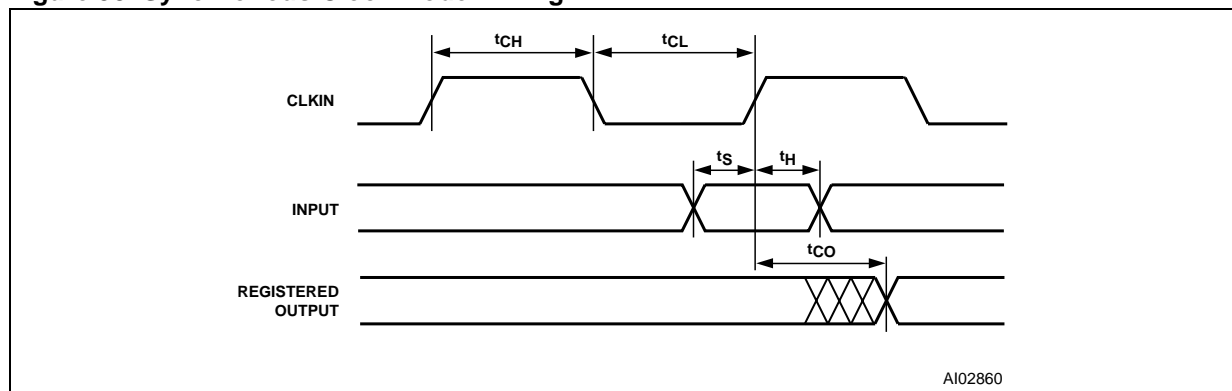 tCH
tCL
CLKIN
tS
tH
INPUT
tCO
REGISTERED
OUTPUT
AI02860